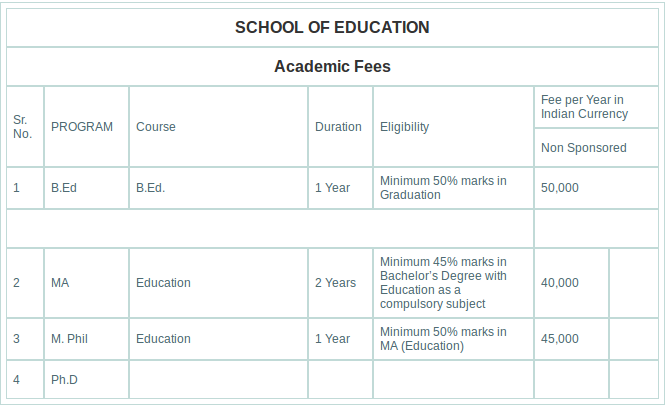 SCHOOL OF EDUCATION
Academic Fees
Sr.
No.
PROGRAM
Course
Duration
Eligibility
Fee per Year in
Indian Currency
Non Sponsored
1
B.Ed
B.Ed.
1 Year
Minimum 50% marks in
Graduation
50,000
2
MA
Education
2 Years
Minimum 45% marks in
Bachelor's Degree with
Education as a
compulsory subject
40,000
3
M. Phil
Education
1 Year
Minimum 50% marks in
MA (Education)
45,000
4
Ph.D